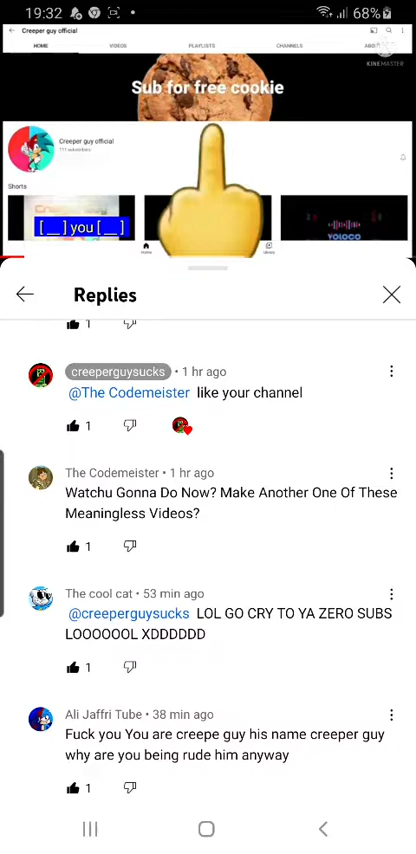 19:32
68%
Creeper guy official
HOME VIDEOS PLAYLISTS CHANNELS
KINEMASTER
Sub for free cookie
Creeper guy official
711 subscribers
Shorts
[ __ ] you [ __ ]
YOLOCO
Home
Library
Replies
1
creeperguysucks • 1 hr ago
@The Codemeister like your channel
1
The Codemeister • 1 hr ago
Watchu Gonna Do Now? Make Another One Of These
Meaningless Videos?
1
The cool cat • 53 min ago
@creeperguysucks LOL GO CRY TO YA ZERO SUBS
LOOOOOOL XDDDDDD
1
Ali Jaffri Tube • 38 min ago
Fuck you You are creepe guy his name creeper guy
why are you being rude him anyway
1